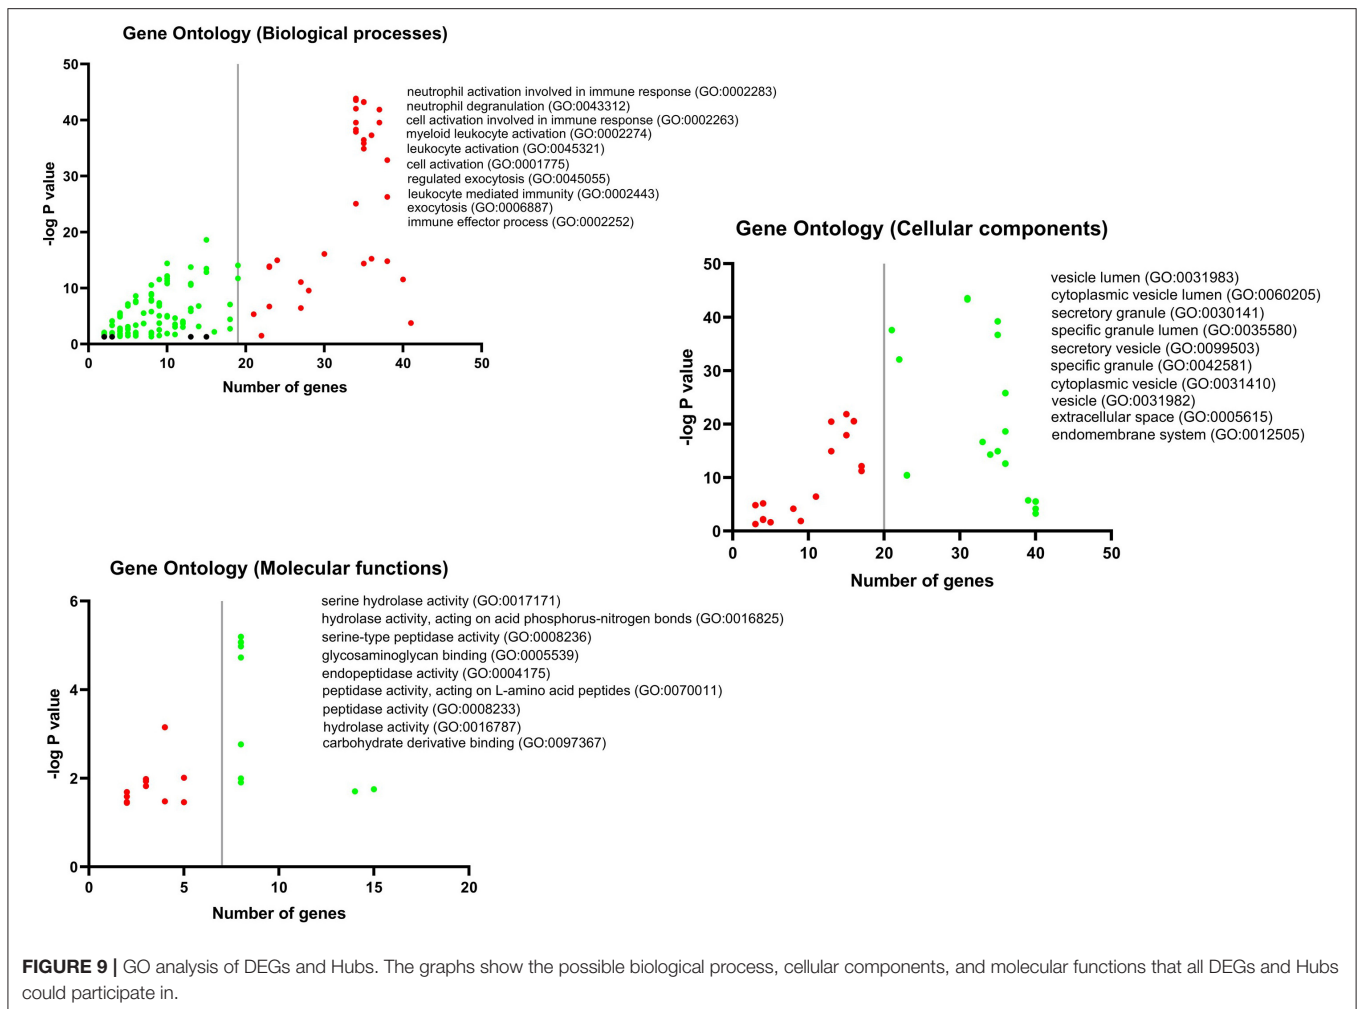 Gene Ontology (Biological processes)
50
40
30
20
10
0
-log P value
0 10 20 30 40 50
Number of genes
neutrophil activation involved in immune response (GO:0002283)
neutrophil degranulation (GO:0043312)
cell activation involved in immune response (GO:0002263)
myeloid leukocyte activation (GO:0002274)
leukocyte activation (GO:0045321)
cell activation (GO:0001775)
regulated exocytosis (GO:0045055)
leukocyte mediated immunity (GO:0002443)
exocytosis (GO:0006887)
immune effector process (GO:0002252)
Gene Ontology (Cellular components)
50
40
30
20
10
0
-log P value
0 10 20 30 40 50
Number of genes
vesicle lumen (GO:0031983)
cytoplasmic vesicle lumen (GO:0060205)
secretory granule (GO:0030141)
specific granule lumen (GO:0035580)
secretory vesicle (GO:0099503)
specific granule (GO:0042581)
cytoplasmic vesicle (GO:0031410)
vesicle (GO:0031982)
extracellular space (GO:0005615)
endomembrane system (GO:0012505)
Gene Ontology (Molecular functions)
6
4
2
0
-log P value
0 5 10 15 20
Number of genes
serine hydrolase activity (GO:0017171)
hydrolase activity, acting on acid phosphorus-nitrogen bonds (GO:0016825)
serine-type peptidase activity (GO:0008236)
glycosaminoglycan binding (GO:0005539)
endopeptidase activity (GO:0004175)
peptidase activity, acting on L-amino acid peptides (GO:0070011)
peptidase activity (GO:0008233)
hydrolase activity (GO:0016787)
carbohydrate derivative binding (GO:0097367)
FIGURE 9 | GO analysis of DEGs and Hubs. The graphs show the possible biological process, cellular components, and molecular functions that all DEGs and Hubs
could participate in.